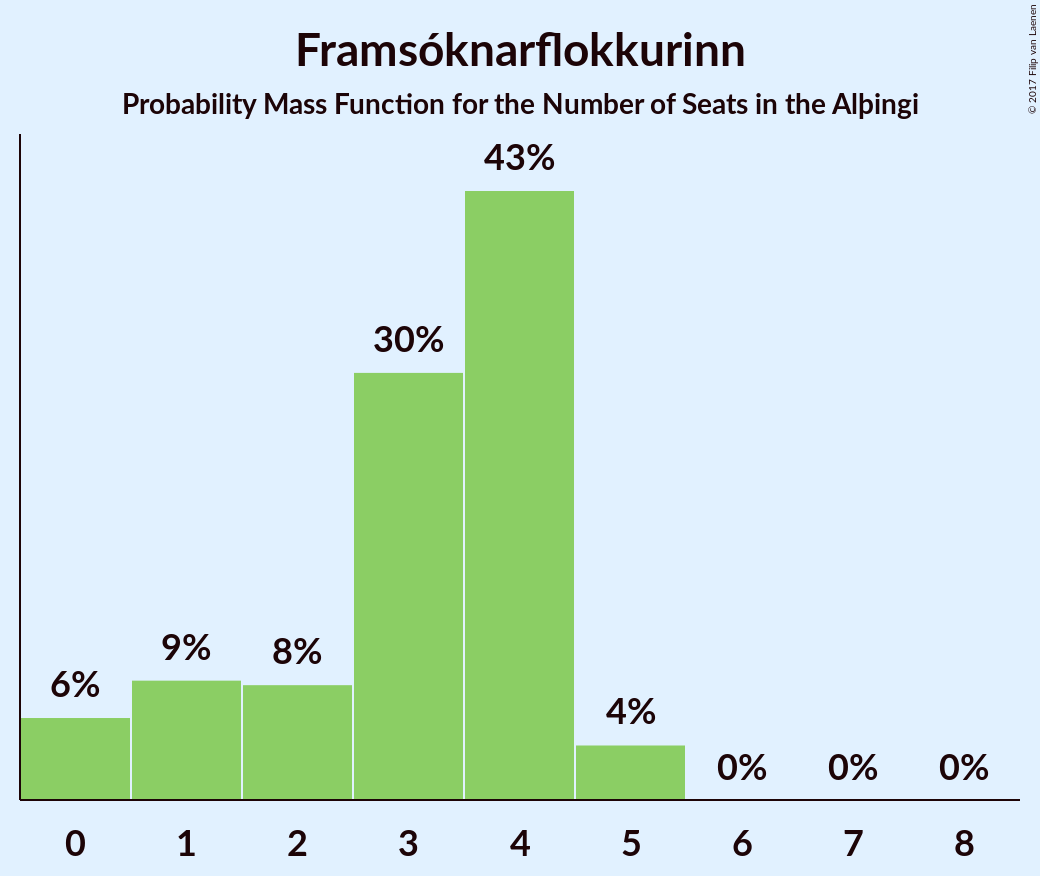 Framsóknarflokkurinn
Probability Mass Function for the Number of Seats in the Alþingi
© 2017 Filip van Laenen
43%
30%
9%
8%
6%
4%
0% 0% 0%
0 1 2 3 4 5 6 7 8